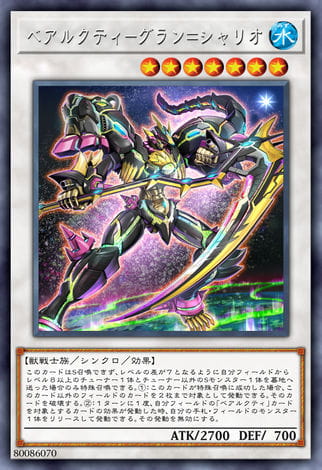 ベアルクティ－グラン＝シャリオ
水
【獣戦士族／シンクロ／効果】
このカードはS召喚できず、レベルの差が７となるように自分フィールドから
レベル８以上のチューナー１体とチューナー以外のSモンスター１体を墓地へ
送った場合のみ特殊召喚できる。①：このカードが特殊召喚に成功した場合、こ
のカード以外のフィールドのカードを２枚まで対象として発動できる。そのカー
ドを破壊する。②：１ターンに１度、自分フィールドの「ベアルクティ」カード
を対象とするカードの効果が発動した時、自分の手札・フィールドのモンスター
１体をリリースして発動できる。その発動を無効にする。
ATK/2700 DEF/ 700
80086070